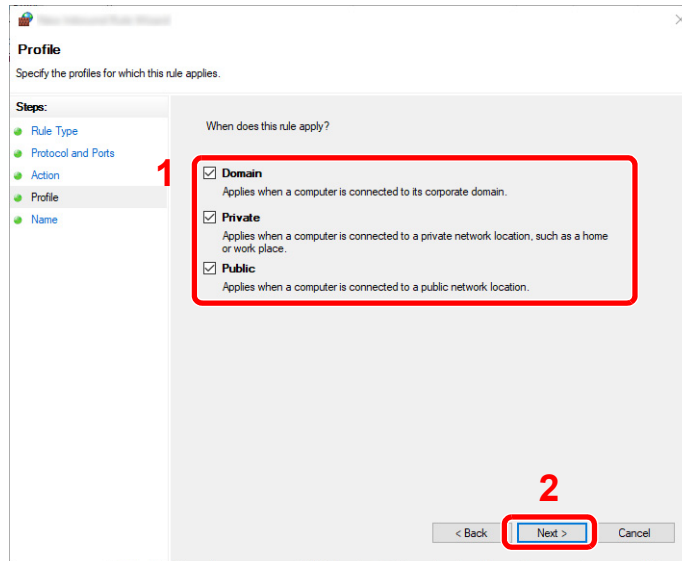 Profile
Specify the profiles for which this rule applies.
Steps:
Rule Type
Protocol and Ports
Action
Profile
Name
When does this rule apply?
1
Domain
Applies when a computer is connected to its corporate domain.
Private
Applies when a computer is connected to a private network location, such as a home
or work place.
Public
Applies when a computer is connected to a public network location.
2
< Back Next > Cancel